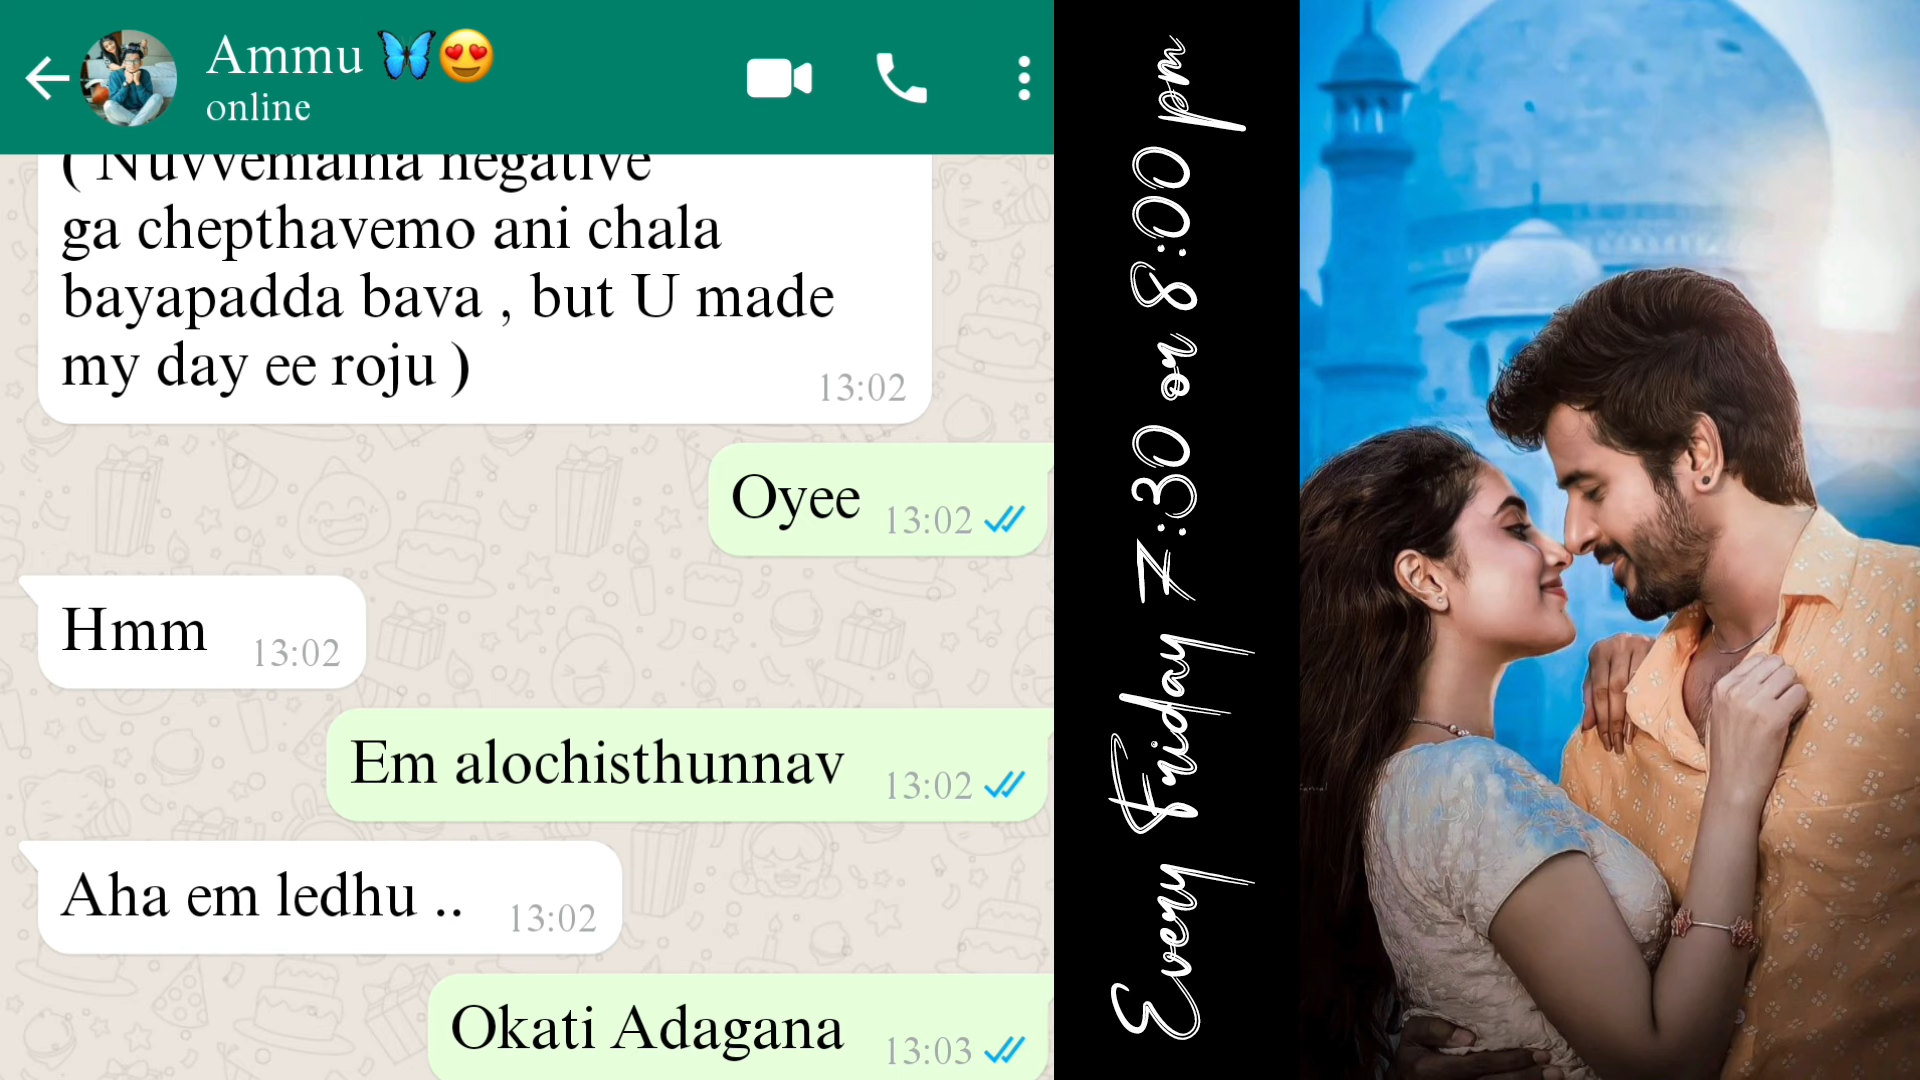 Ammu 🦋😍
online
( Nuvvemaina negative
ga chepthavemo ani chala
bayapadda bava , but U made
my day ee roju )
13:02
Oyee 13:02
Hmm 13:02
Em alochisthunnav 13:02
Aha em ledhu .. 13:02
Okati Adagana 13:03
Every Friday 7:30 or 8:00 pm